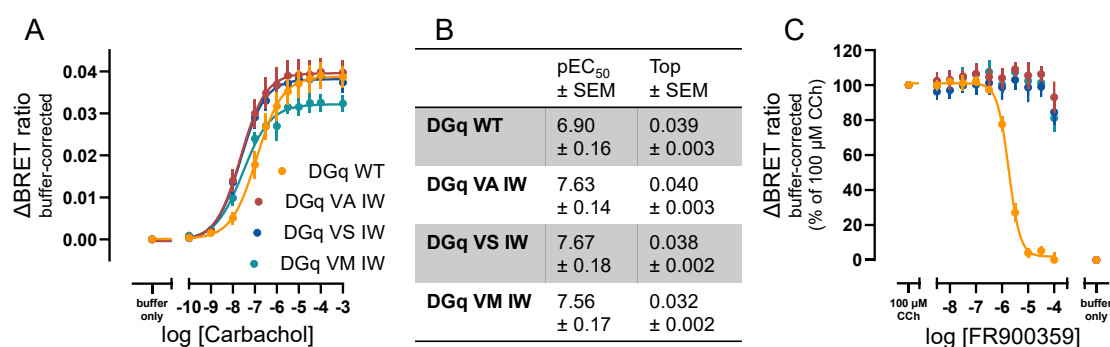 A
ΔBRET ratio
buffer-corrected
0.04
0.03
0.02
0.01
0.00
DGq WT
DGq VA IW
DGq VS IW
DGq VM IW
buffer
only
-10 -9 -8 -7 -6 -5 -4 -3
log [Carbachol]
B
pEC50 Top
± SEM ± SEM
DGq WT 6.90 0.039
± 0.16 ± 0.003
DGq VA IW 7.63 0.040
± 0.14 ± 0.003
DGq VS IW 7.67 0.038
± 0.18 ± 0.002
DGq VM IW 7.56 0.032
± 0.17 ± 0.002
C
ΔBRET ratio
buffer-corrected
(% of 100 µM CCh)
120
100
80
60
40
20
0
100 µM
CCh
-8 -7 -6 -5 -4
buffer
only
log [FR900359]